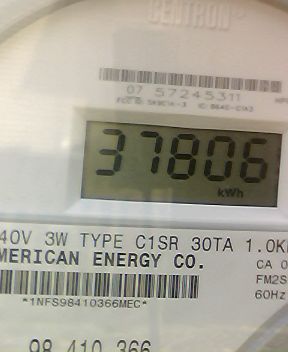 CENTRON
07 57245311
37806
kWh
40V 3W TYPE C1SR 30TA 1.0K
MERICAN ENERGY CO.
CA 0
FM2S
60Hz
*1NFS98410366MEC*
98 410 366